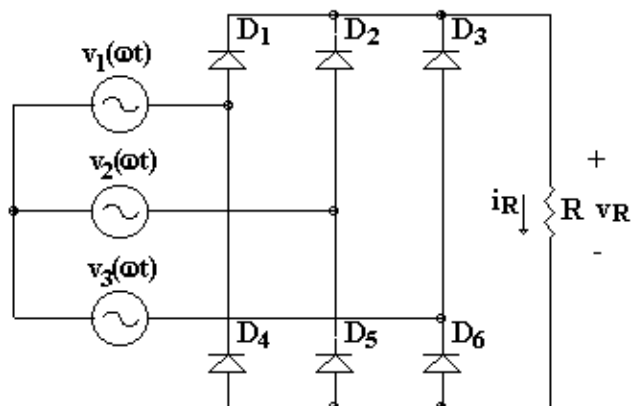 D1 D2 D3
v1(ωt)
v2(ωt)
+
iR R vR
-
v3(ωt)
D4 D5 D6